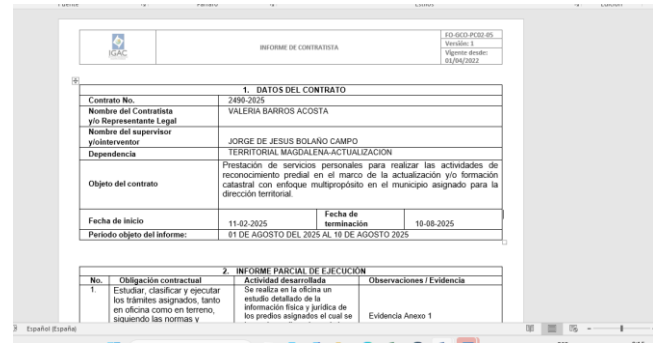 Fuente
Estilos
Edición
IGAC
INFORME DE CONTRATISTA
FO-GCO-PC02-05
Versión: 1
Vigente desde:
01/04/2022
1. DATOS DEL CONTRATO
Contrato No. 2490-2025
Nombre del Contratista VALERIA BARROS ACOSTA
y/o Representante Legal
Nombre del supervisor
y/ointerventor JORGE DE JESUS BOLAÑO CAMPO
Dependencia TERRITORIAL MAGDALENA-ACTUALIZACION
Objeto del contrato
Prestación de servicios personales para realizar las actividades de
reconocimiento predial en el marco de la actualización y/o formación
catastral con enfoque multipropósito en el municipio asignado para la
dirección territorial.
Fecha de inicio 11-02-2025 Fecha de terminación 10-08-2025
Periodo objeto del informe: 01 DE AGOSTO DEL 2025 AL 10 DE AGOSTO 2025
2. INFORME PARCIAL DE EJECUCIÓN
No. Obligación contractual Actividad desarrollada Observaciones / Evidencia
1. Estudiar, clasificar y ejecutar
los trámites asignados, tanto
en oficina como en terreno,
siguiendo las normas y
Se realiza en la oficina un
estudio detallado de la
información física y jurídica de
los predios asignados el cual se
Evidencia Anexo 1
Español (España)